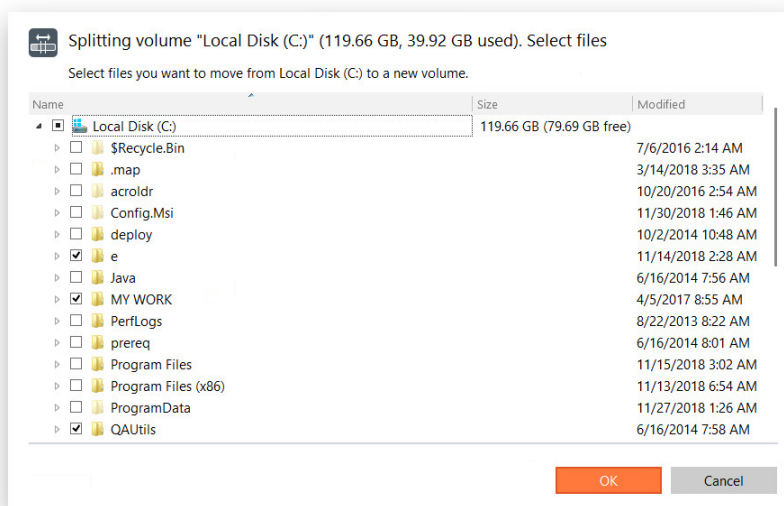 Splitting volume "Local Disk (C:)" (119.66 GB, 39.92 GB used). Select files
Select files you want to move from Local Disk (C:) to a new volume.
Name Size Modified
Local Disk (C:) 119.66 GB (79.69 GB free)
$Recycle.Bin 7/6/2016 2:14 AM
.map 3/14/2018 3:35 AM
acroldr 10/20/2016 2:54 AM
Config.Msi 11/30/2018 1:46 AM
deploy 10/2/2014 10:48 AM
e 11/14/2018 2:28 AM
Java 6/16/2014 7:56 AM
MY WORK 4/5/2017 8:55 AM
PerfLogs 8/22/2013 8:22 AM
prereq 6/16/2014 8:01 AM
Program Files 11/15/2018 3:02 AM
Program Files (x86) 11/13/2018 6:54 AM
ProgramData 11/27/2018 1:26 AM
QAUtils 6/16/2014 7:58 AM
OK Cancel